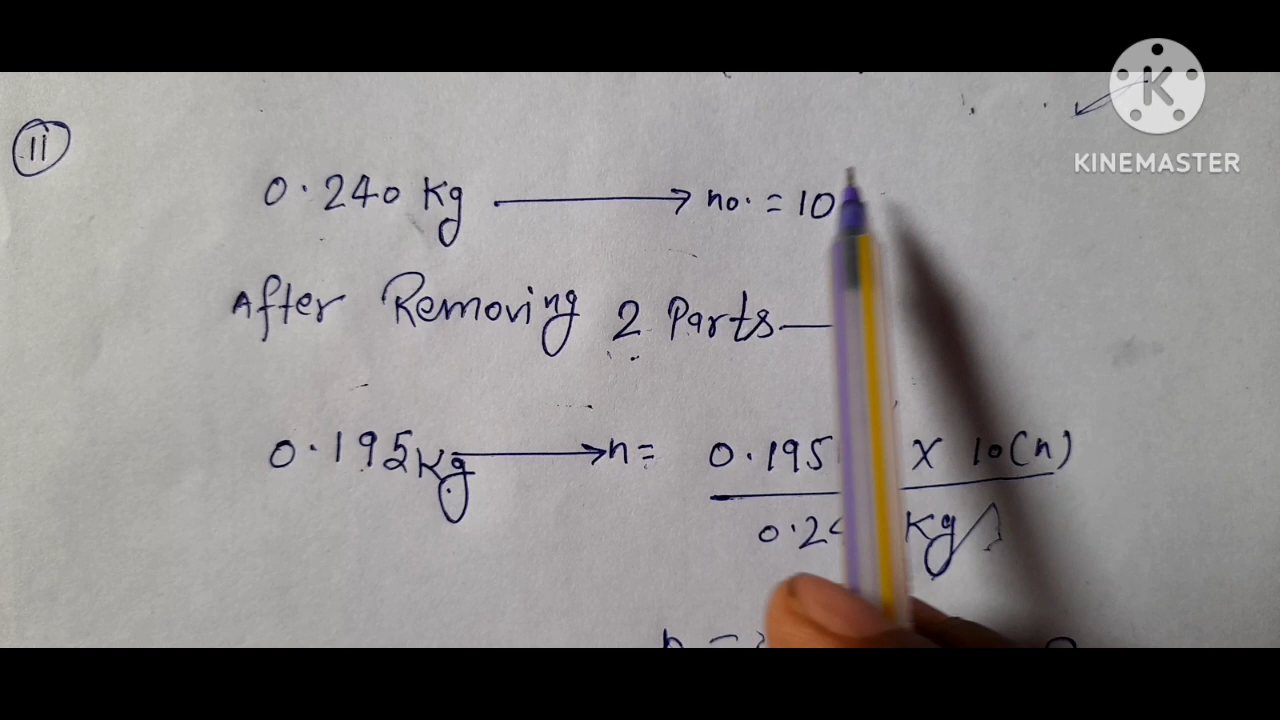 11
0.240 Kg → no. = 10
After Removing 2 Parts —
0.195 Kg → n = 0.195 X 10(n)
0.2 Kg
KINEMASTER